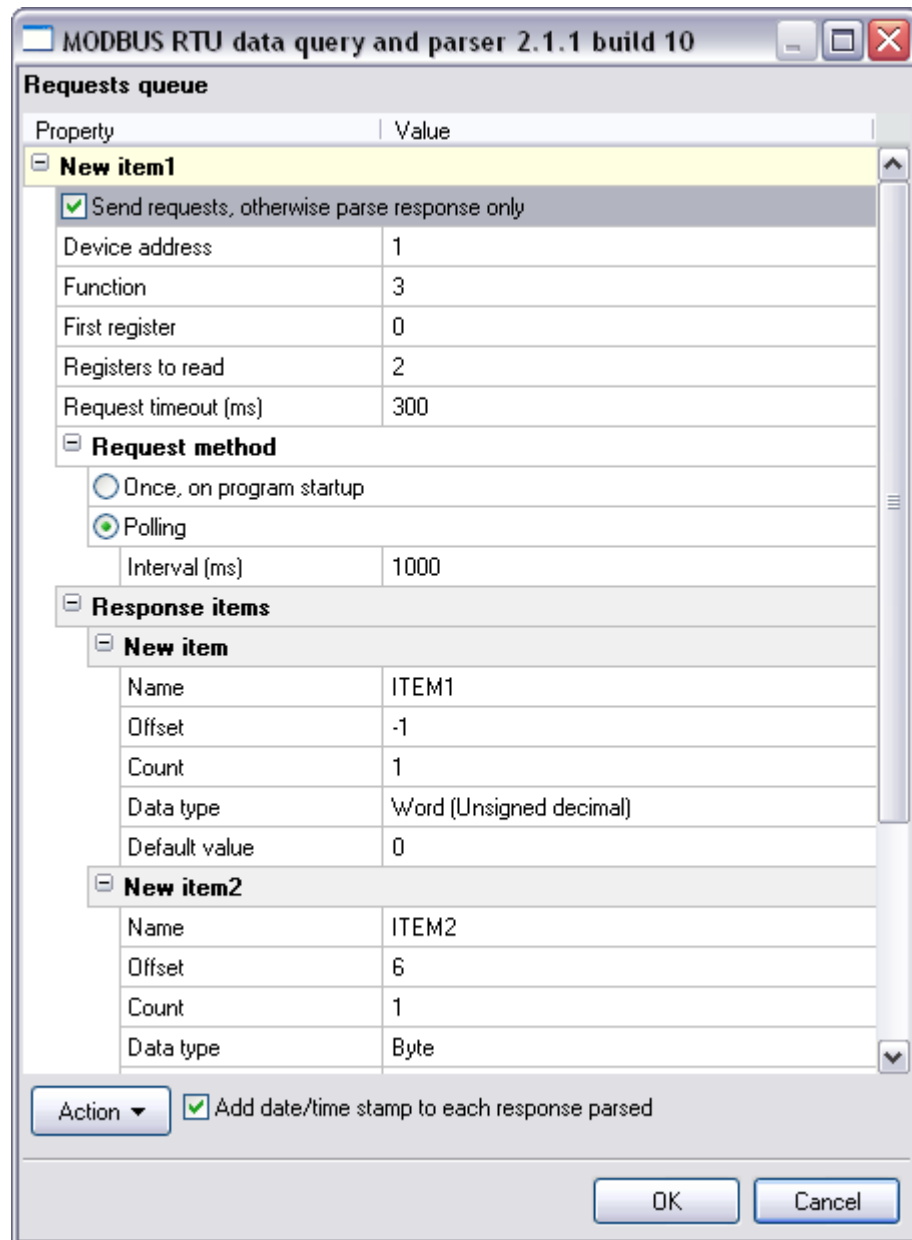 MODBUS RTU data query and parser 2.1.1 build 10
Requests queue
Property Value
New item1
Send requests, otherwise parse response only
Device address 1
Function 3
First register 0
Registers to read 2
Request timeout (ms) 300
Request method
Once, on program startup
Polling
Interval (ms) 1000
Response items
New item
Name ITEM1
Offset -1
Count 1
Data type Word (Unsigned decimal)
Default value 0
New item2
Name ITEM2
Offset 6
Count 1
Data type Byte
Action Add date/time stamp to each response parsed
OK Cancel